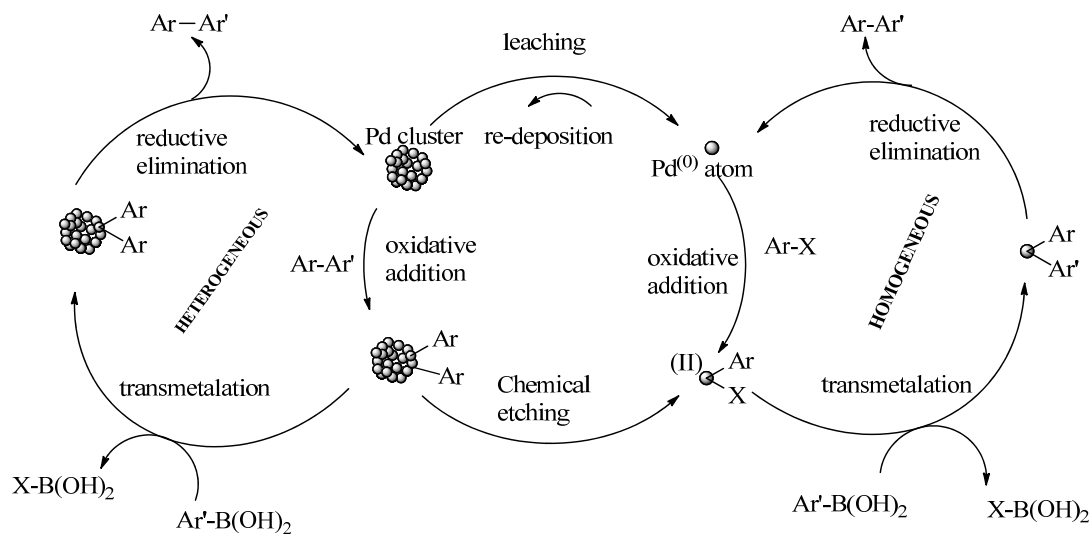 Ar–Ar'
leaching
Ar-Ar'
reductive
elimination
Pd cluster
re-deposition
Pd(0) atom
reductive
elimination
Ar
Ar
HETEROGENEOUS
Ar-Ar'
oxidative
addition
oxidative
addition
Ar-X
HOMOGENEOUS
Ar
Ar'
transmetalation
Ar
Ar
Chemical
etching
(II)
Ar
X
transmetalation
X-B(OH)2
Ar'-B(OH)2
Ar'-B(OH)2
X-B(OH)2